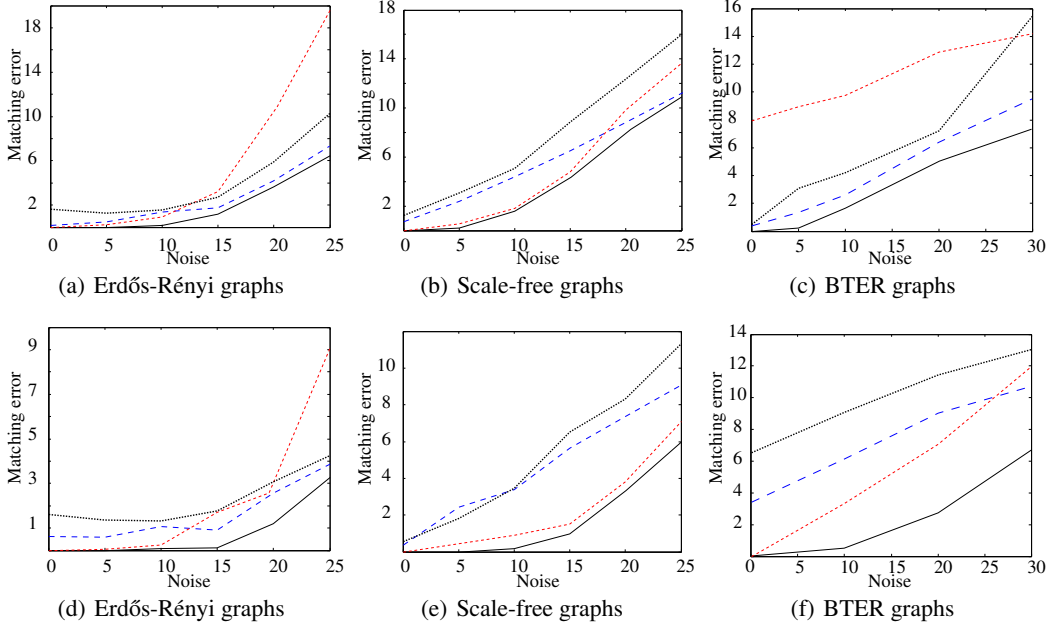 18
14
10
6
2
Matching error
0 5 10 15 20 25
Noise
(a) Erdős-Rényi graphs
18
14
10
6
2
Matching error
0 5 10 15 20 25
Noise
(b) Scale-free graphs
16
14
12
10
8
6
4
2
Matching error
0 5 10 15 20 25 30
Noise
(c) BTER graphs
9
7
5
3
1
Matching error
0 5 10 15 20 25
Noise
(d) Erdős-Rényi graphs
10
8
6
4
2
Matching error
0 5 10 15 20 25
Noise
(e) Scale-free graphs
14
12
10
8
6
4
2
Matching error
0 5 10 15 20 25 30
Noise
(f) BTER graphs